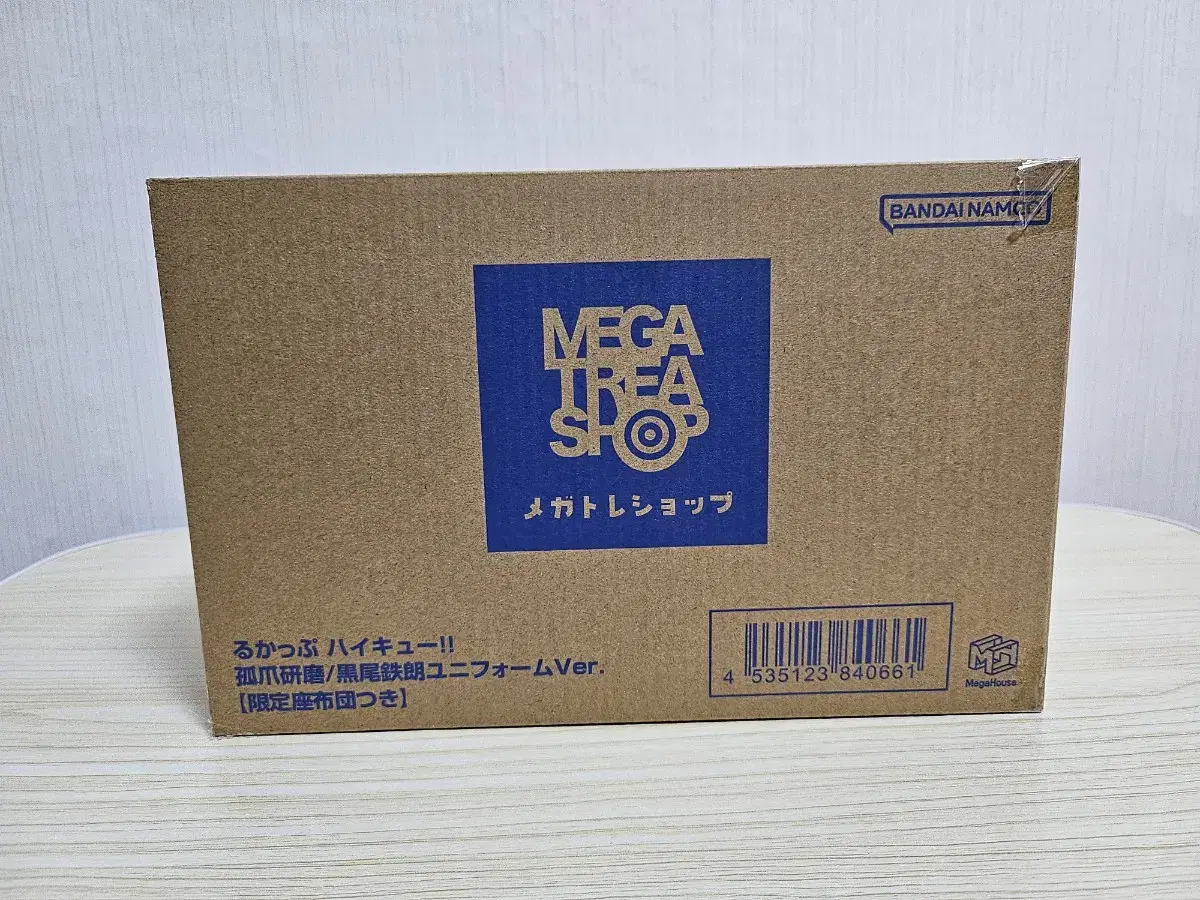 BANDAI NAMCO
MEGA
TREA
SHOP
メガトレショップ
るかっぷ ハイキュー!!
孤爪研磨/黒尾鉄朗ユニフォームVer.
【限定座布団つき】
4 535123 840661
MegaHouse